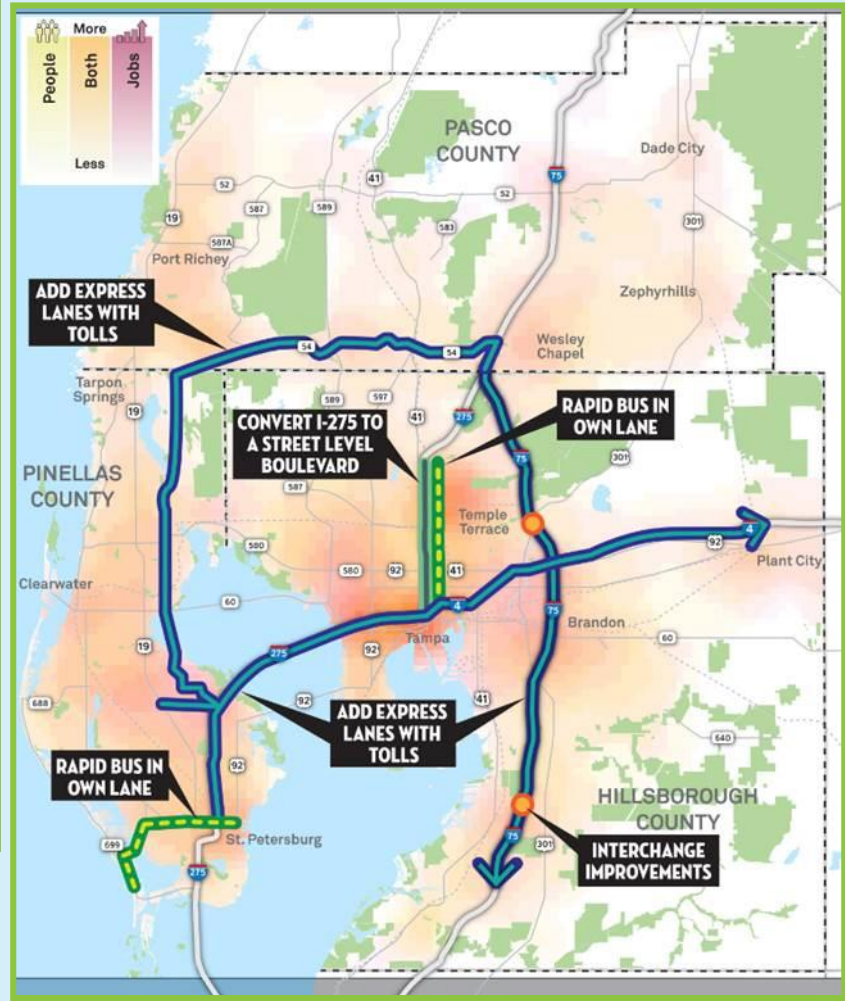 More
People
Both
Jobs
Less
PASCO
COUNTY
Dade City
41
75
52
52
19
587
589
301
587A
583
Port Richey
Zephyrhills
ADD EXPRESS
LANES WITH
TOLLS
Wesley
Chapel
54
54
Tarpon
Springs
19
589
597
41
275
CONVERT I-275 TO
A STREET LEVEL
BOULEVARD
RAPID BUS IN
OWN LANE
75
301
PINELLAS
COUNTY
587
Temple
Terrace
4
92
580
Plant City
580
92
41
Clearwater
60
4
75
Brandon
60
Tampa
19
275
92
688
92
41
ADD EXPRESS
LANES WITH
TOLLS
640
RAPID BUS IN
OWN LANE
92
HILLSBOROUGH
COUNTY
St. Petersburg
699
75
301
INTERCHANGE
IMPROVEMENTS
275